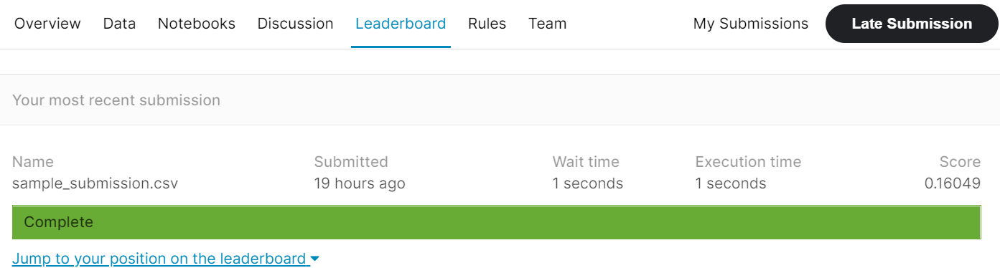 Overview Data Notebooks Discussion Leaderboard Rules Team My Submissions Late Submission
Your most recent submission
Name Submitted Wait time Execution time Score
sample_submission.csv 19 hours ago 1 seconds 1 seconds 0.16049
Complete
Jump to your position on the leaderboard